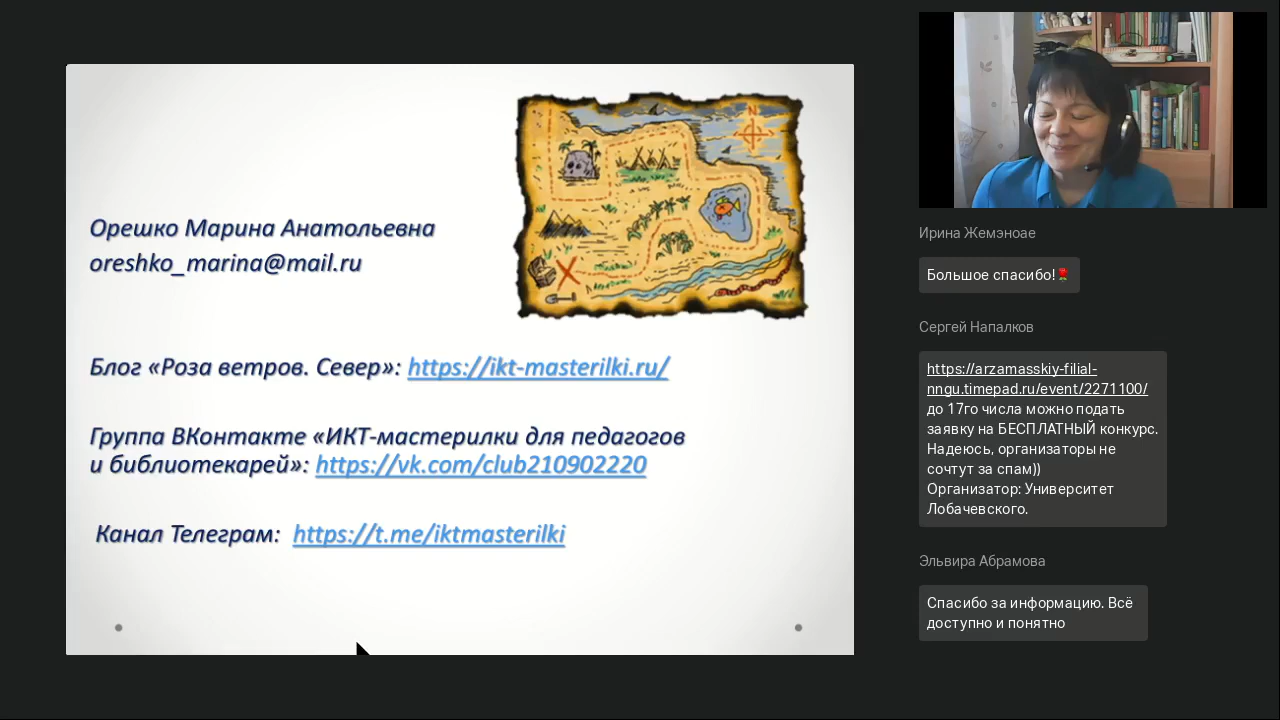 Орешко Марина Анатольевна
oreshko_marina@mail.ru
Блог «Роза ветров. Север»: https://ikt-masterilki.ru/
Группа ВКонтакте «ИКТ-мастерилки для педагогов
и библиотекарей»: https://vk.com/club210902220
Канал Телеграм: https://t.me/iktmasterilki
N
Ирина Жемэноае
Большое спасибо!🌹
Сергей Напалков
https://arzamasskiy-filial-
nngu.timepad.ru/event/2271100/
до 17го числа можно подать
заявку на БЕСПЛАТНЫЙ конкурс.
Надеюсь, организаторы не
сочтут за спам))
Организатор: Университет
Лобачевского.
Эльвира Абрамова
Спасибо за информацию. Всё
доступно и понятно